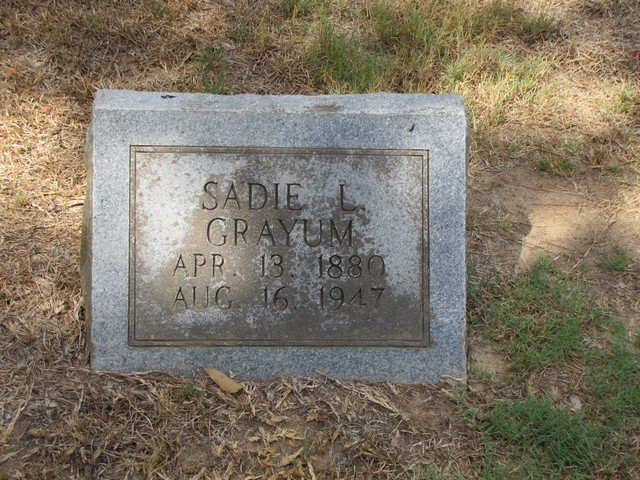 SADIE L.
GRAYUM
APR. 13. 1880
AUG. 16. 1947